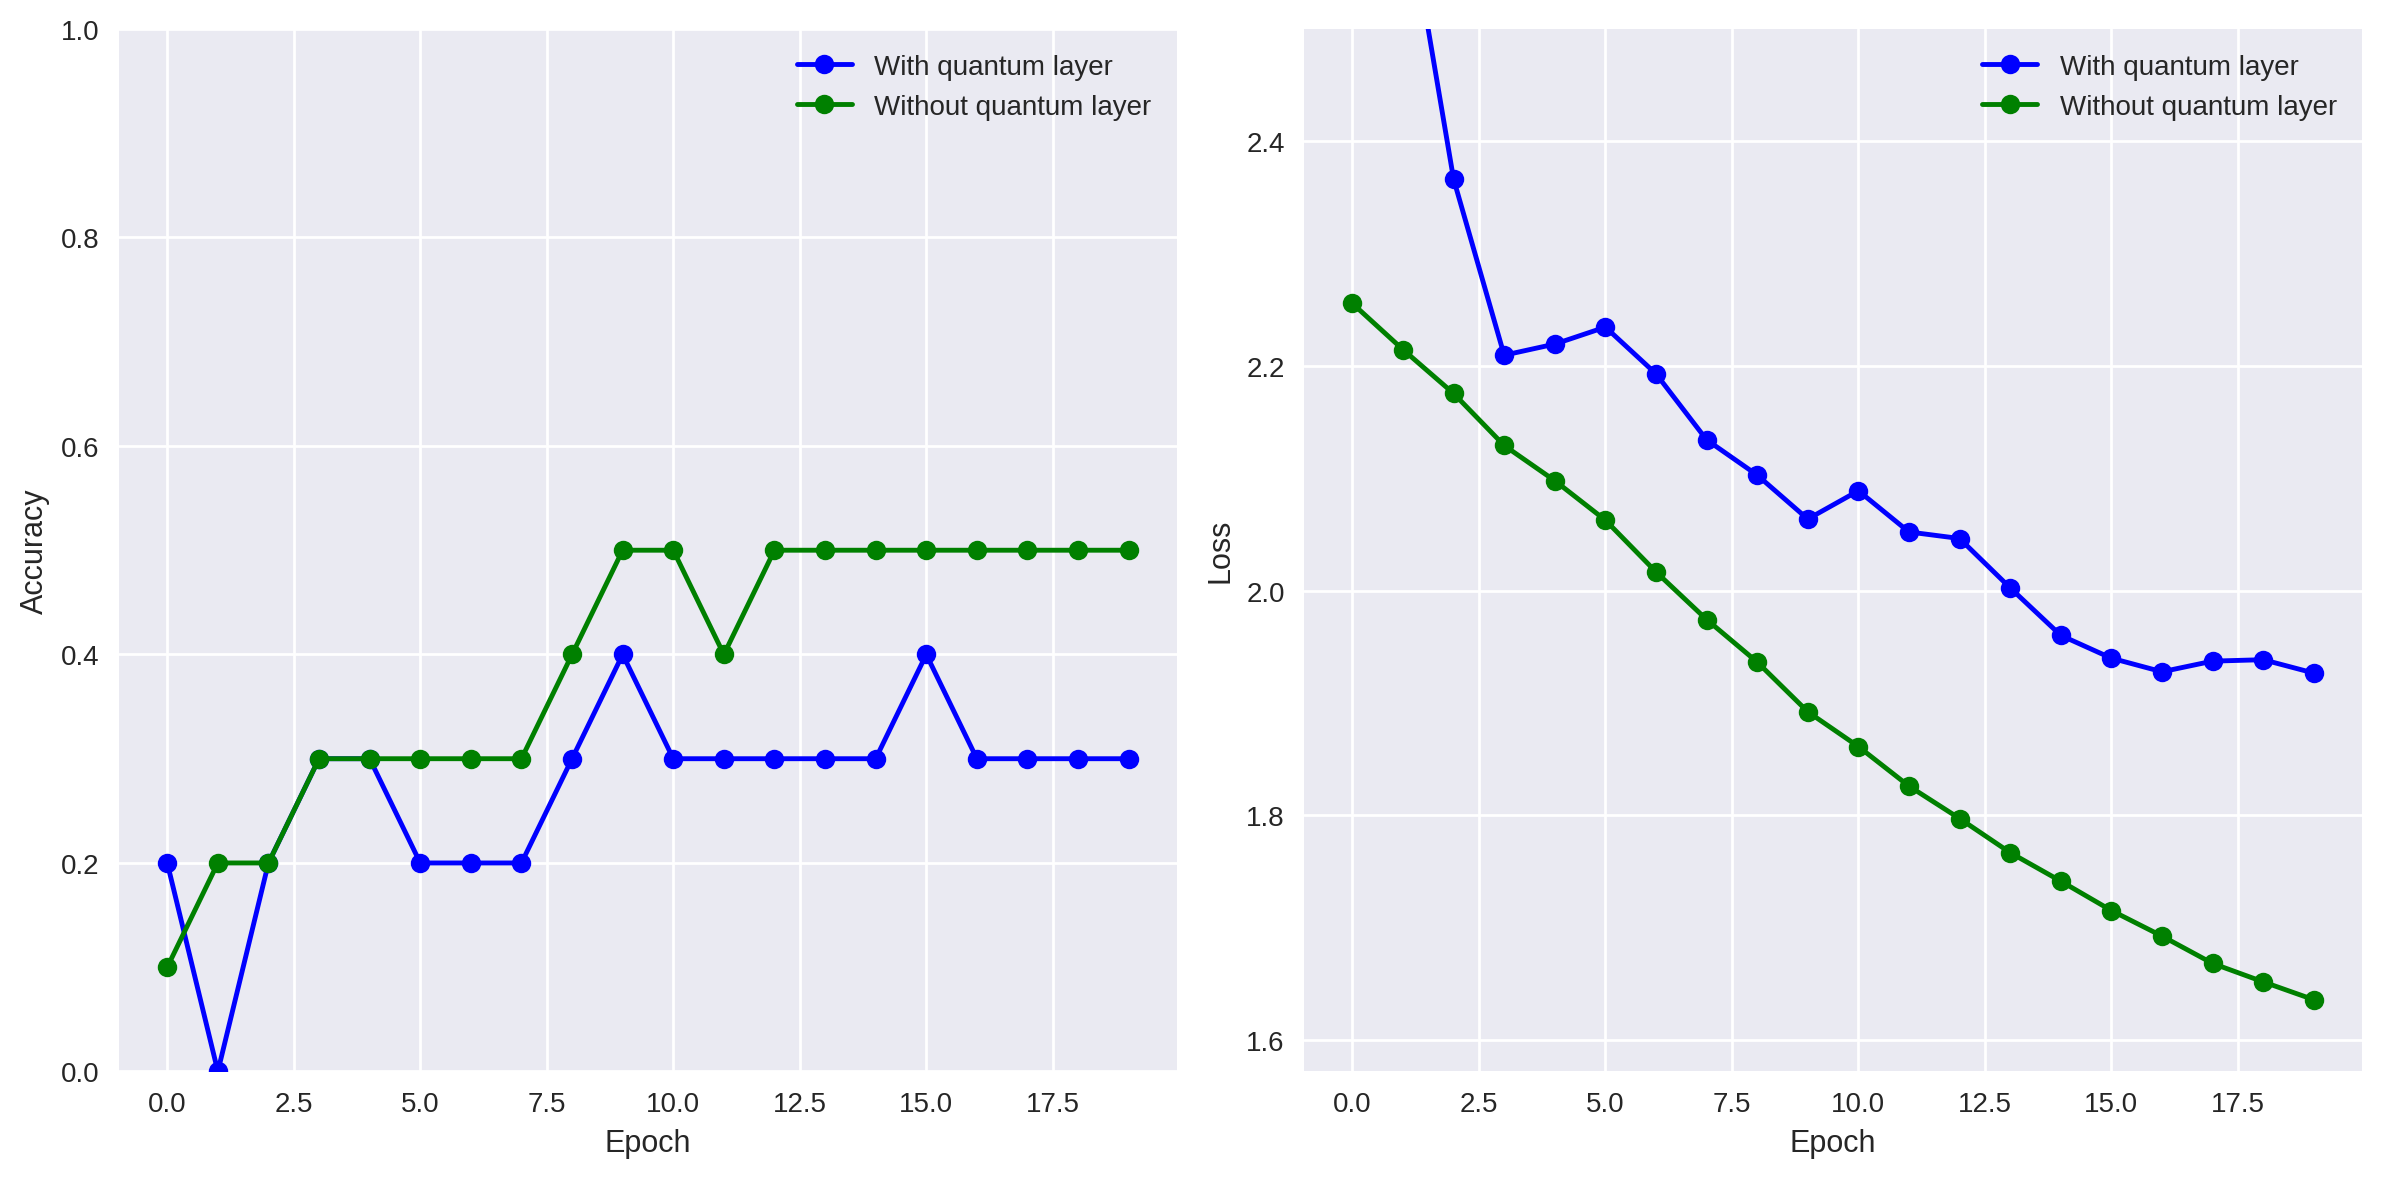 With quantum layer
Without quantum layer
1.0
0.8
0.6
0.4
0.2
0.0
Accuracy
0.0 2.5 5.0 7.5 10.0 12.5 15.0 17.5
Epoch
With quantum layer
Without quantum layer
2.4
2.2
2.0
1.8
1.6
Loss
0.0 2.5 5.0 7.5 10.0 12.5 15.0 17.5
Epoch